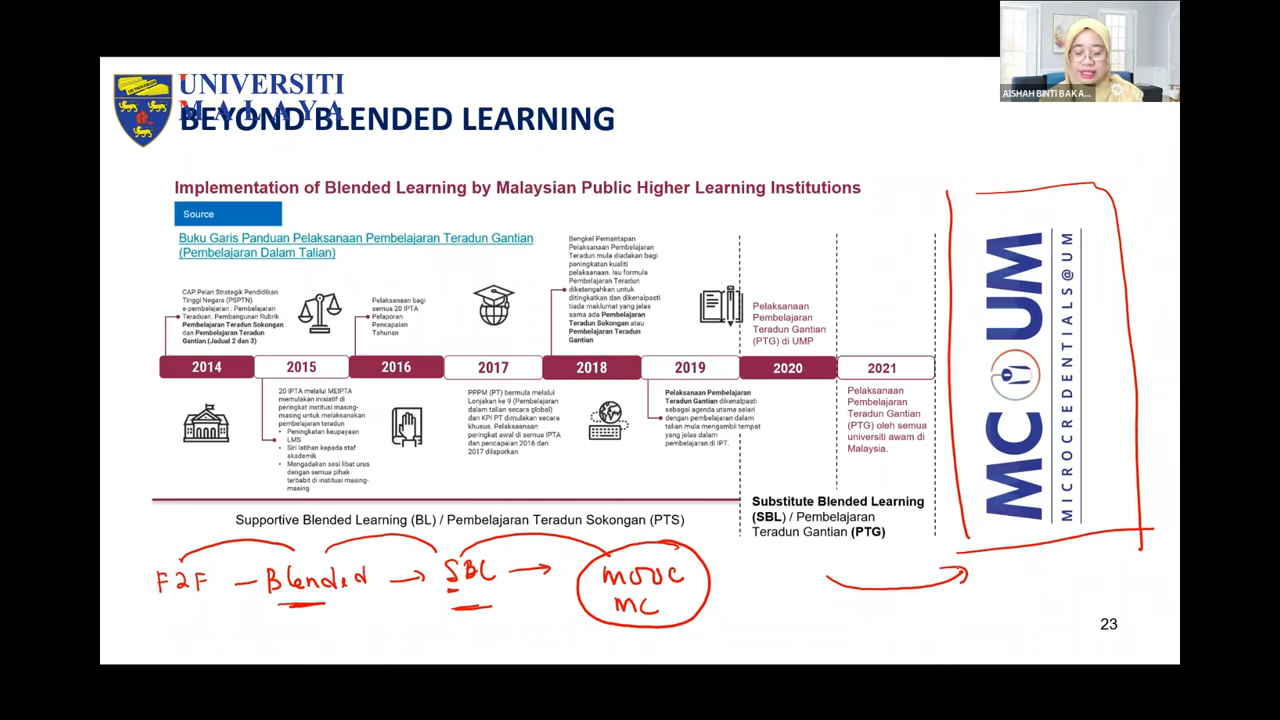 AISHAH BINTI BAKA...
UNIVERSITI
MALAYA
BEYOND BLENDED LEARNING
Implementation of Blended Learning by Malaysian Public Higher Learning Institutions
Source
Buku Garis Panduan Pelaksanaan Pembelajaran Teradun Gantian
(Pembelajaran Dalam Talian)
CAP Pelan Strategik Pendidikan
Tinggi Negara (PSPTN)
e-pembelajaran : Pembelajaran
Teraduan. Pembangunan Rubrik
Pembelajaran Teradun Sokongan
dan Pembelajaran Teradun
Gantian (Jadual 2 dan 3)
Pelaksanaan bagi
semua 20 IPTA
Pelaporan
Pencapaian
Tahunan
Bengkel Pemantapan
Pelaksanaan Pembelajaran
Teradun mula diadakan bagi
peningkatan kualiti
pelaksanaan. Isu formula
Pembelajaran Teradun
diketengahkan untuk
ditingkatan dan dikenalpasti
tiada maklumat yang jelas
sama ada Pembelajaran
Teradun Sokongan atau
Pembelajaran Teradun
Gantian
Pelaksanaan
Pembelajaran
Teradun Gantian
(PTG) di UMP
2014
2015
2016
2017
2018
2019
2020
2021
20 IPTA melalui MEIPTA
memulakan inisiatif di
peringkat institusi masing-
masing untuk melaksanakan
pembelajaran teradun
• Peningkatan keupayaan
LMS
• Siri latihan kepada staf
akademik
• Mengadakan sesi libat urus
dengan semua pihak
terbabit di institusi masing-
masing
PPPM (PT) bermula melalui
Lonjakan ke 9 (Pembelajaran
dalam talian secara global)
dan KPI PT dimulakan secara
khusus. Pelaksanaaan
peringkat awal di semua IPTA
dan pencapaian 2016 dan
2017 dilaporkan
Pelaksanaan Pembelajaran
Teradun Gantian dikenalpasti
sebagai agenda utama selari
dengan pembelajaran dalam
talian mula mengambil tempat
yang jelas dalam
pembelajaran di IPT.
Pelaksanaan
Pembelajaran
Teradun Gantian
(PTG) oleh semua
universiti awam di
Malaysia.
Supportive Blended Learning (BL) / Pembelajaran Teradun Sokongan (PTS)
Substitute Blended Learning
(SBL) / Pembelajaran
Teradun Gantian (PTG)
MCOUM
MICROCREDENTIALS@UM
F2F – Blended → SBL → MOOC
MC
23